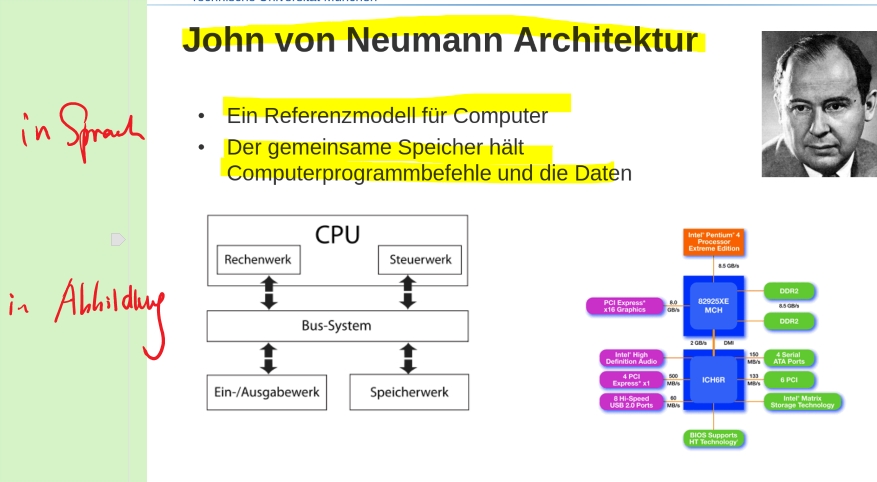 Technische Universität München
John von Neumann Architektur
in Sprach
• Ein Referenzmodell für Computer
• Der gemeinsame Speicher hält
Computerprogrammbefehle und die Daten
in Abbildung
CPU
Rechenwerk
Steuerwerk
Bus-System
Ein-/Ausgabewerk
Speicherwerk
Intel® Pentium® 4
Processor
Extreme Edition
8.5 GB/s
PCI Express*
x16 Graphics
8.0
GB/s
82925XE
MCH
DDR2
8.5 GB/s
DDR2
2 GB/s
DMI
Intel® High
Definition Audio
150
MB/s
4 Serial
ATA Ports
4 PCI
Express* x1
500
MB/s
ICH6R
133
MB/s
6 PCI
8 Hi-Speed
USB 2.0 Ports
60
MB/s
Intel® Matrix
Storage Technology
BIOS Supports
HT Technology